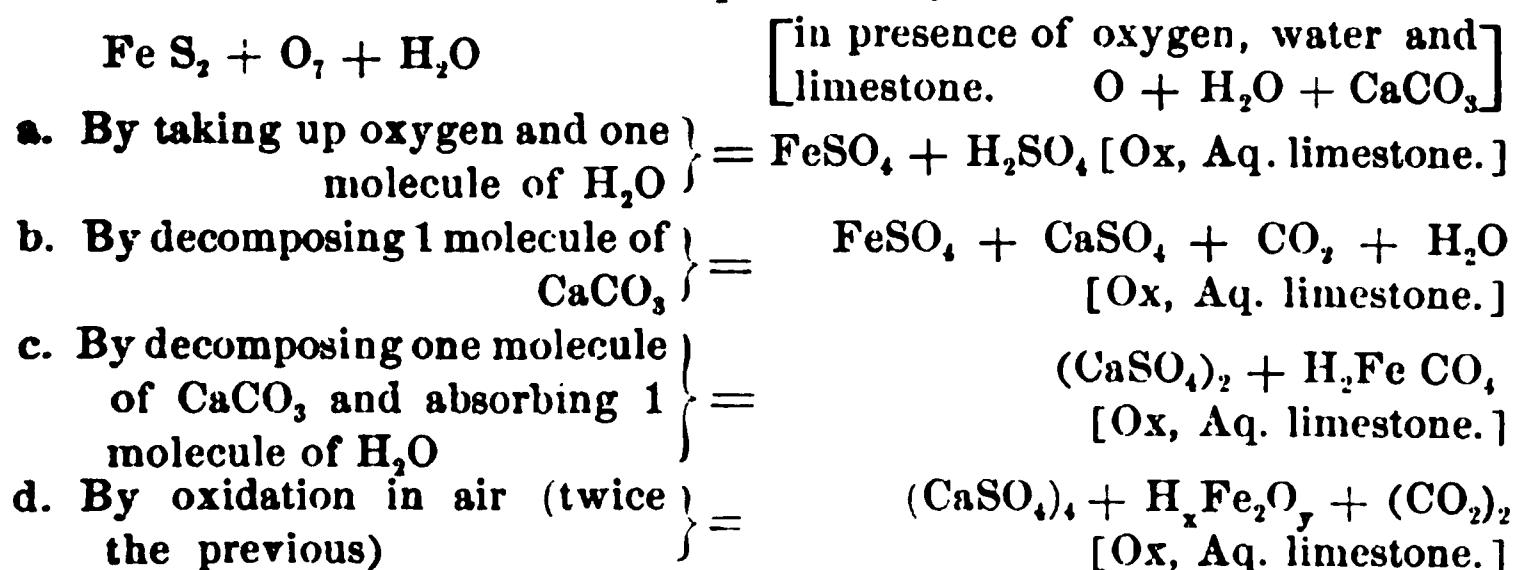 Fe S₂ + O₇ + H₂O [in presence of oxygen, water and
limestone. O + H₂O + CaCO₃]
a. By taking up oxygen and one
molecule of H₂O } = FeSO₄ + H₂SO₄ [Ox, Aq. limestone.]
b. By decomposing 1 molecule of
CaCO₃ } = FeSO₄ + CaSO₄ + CO₂ + H₂O
[Ox, Aq. limestone.]
c. By decomposing one molecule
of CaCO₃ and absorbing 1
molecule of H₂O } = (CaSO₄)₂ + H₂Fe CO₄
[Ox, Aq. limestone.]
d. By oxidation in air (twice
the previous) } = (CaSO₄)₄ + HₓFe₂Oᵧ + (CO₂)₂
[Ox, Aq. limestone.]